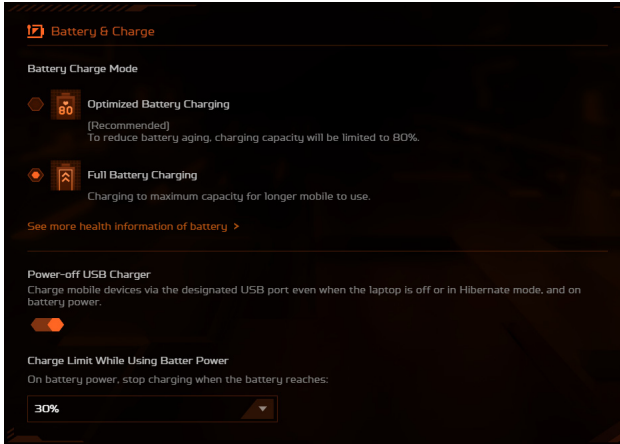 Battery & Charge
Battery Charge Mode
80
Optimized Battery Charging
(Recommended)
To reduce battery aging, charging capacity will be limited to 80%.
Full Battery Charging
Charging to maximum capacity for longer mobile to use.
See more health information of battery >
Power-off USB Charger
Charge mobile devices via the designated USB port even when the laptop is off or in Hibernate mode, and on
battery power.
Charge Limit While Using Batter Power
On battery power, stop charging when the battery reaches:
30%